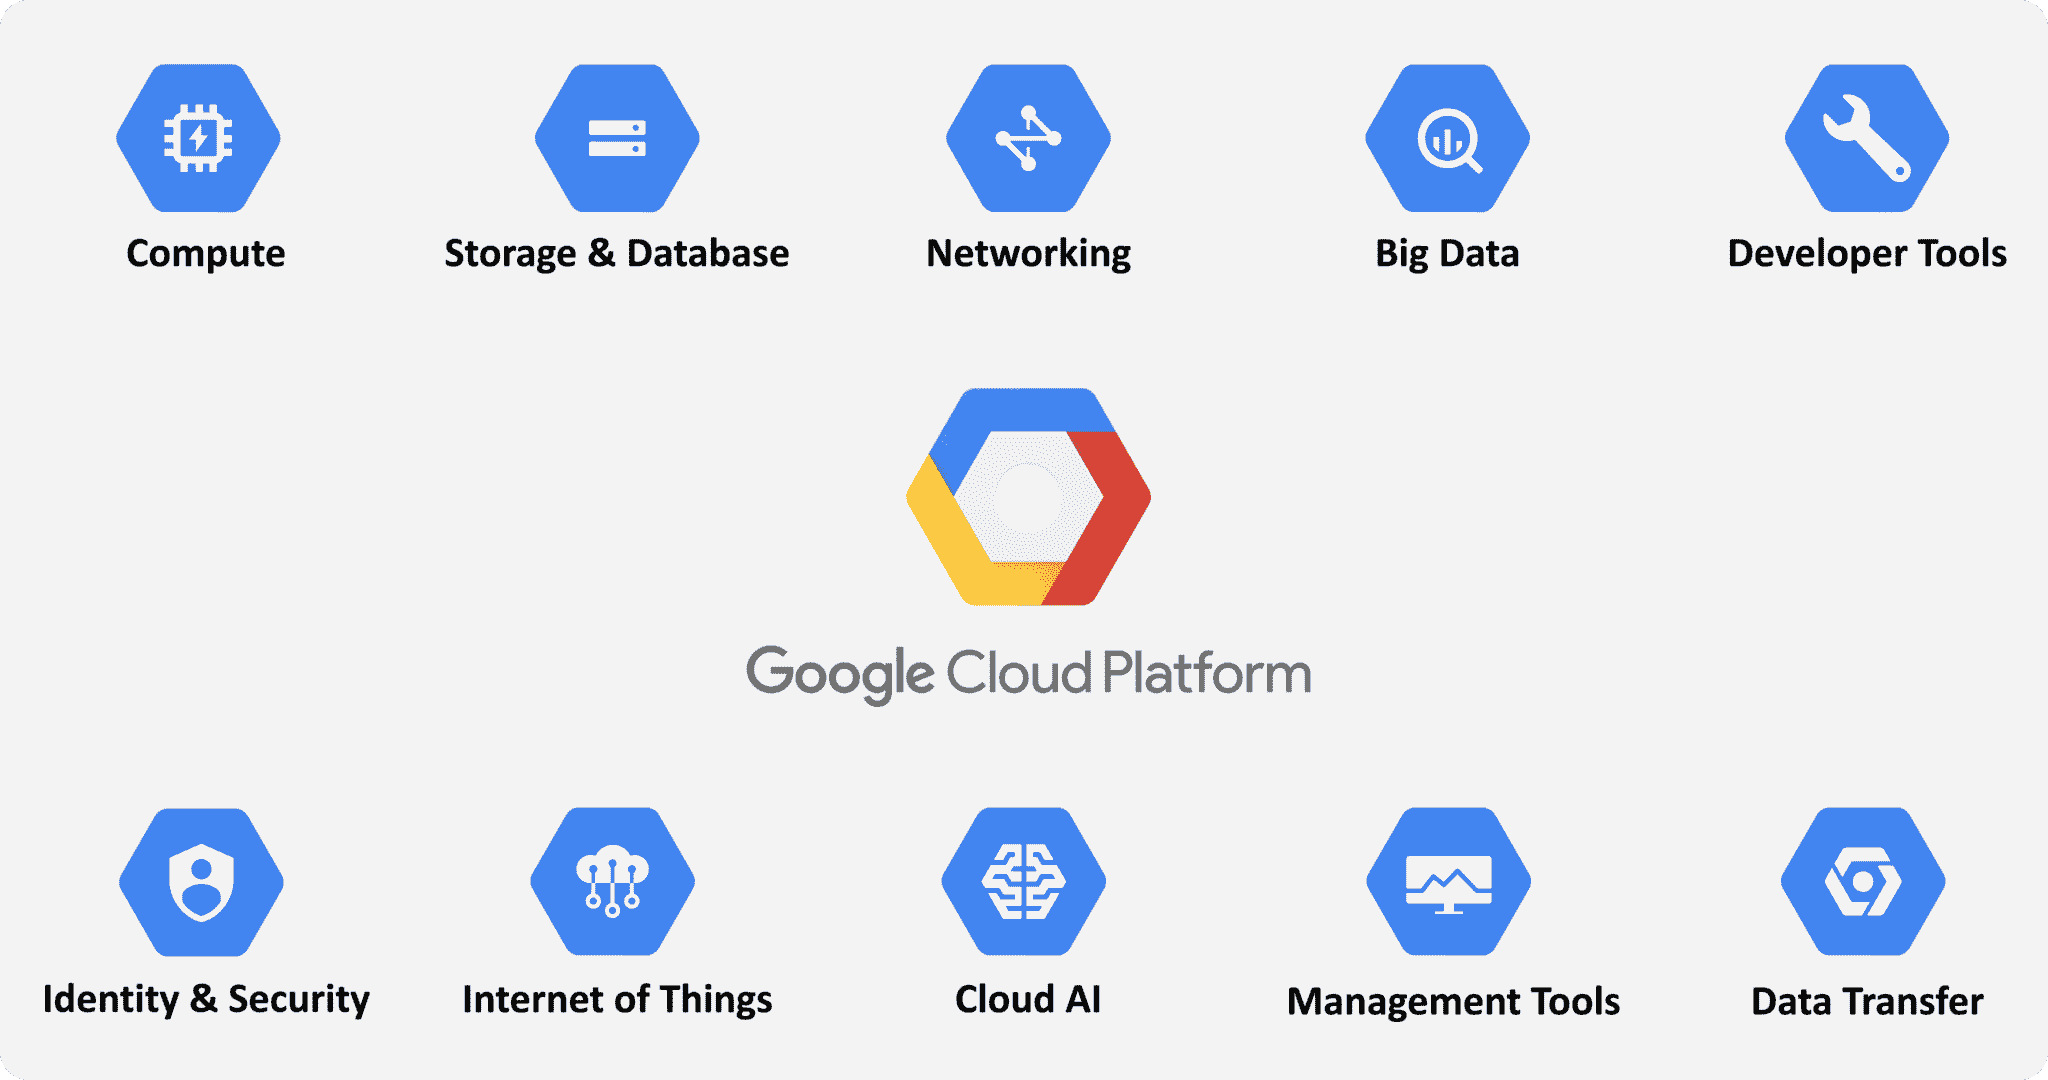 Compute
Storage & Database
Networking
Big Data
Developer Tools
Google Cloud Platform
Identity & Security
Internet of Things
Cloud AI
Management Tools
Data Transfer